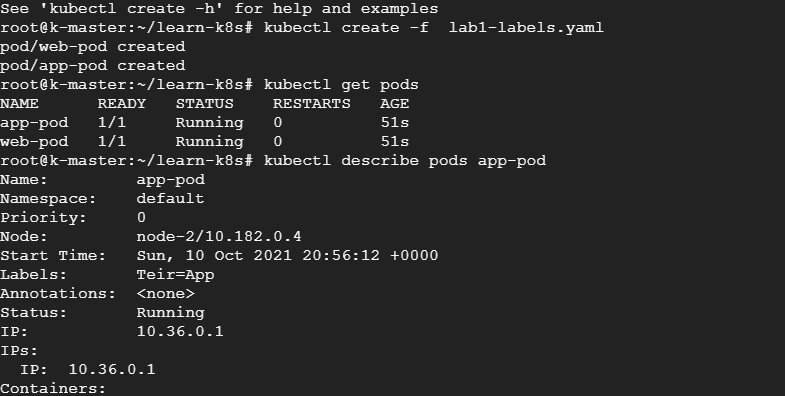 See 'kubectl create -h' for help and examples
root@k-master:~/learn-k8s# kubectl create -f  lab1-labels.yaml
pod/web-pod created
pod/app-pod created
root@k-master:~/learn-k8s# kubectl get pods
NAME      READY   STATUS    RESTARTS   AGE
app-pod   1/1     Running   0          51s
web-pod   1/1     Running   0          51s
root@k-master:~/learn-k8s# kubectl describe pods app-pod
Name:         app-pod
Namespace:    default
Priority:     0
Node:         node-2/10.182.0.4
Start Time:   Sun, 10 Oct 2021 20:56:12 +0000
Labels:       Teir=App
Annotations:  <none>
Status:       Running
IP:           10.36.0.1
IPs:
  IP:  10.36.0.1
Containers: